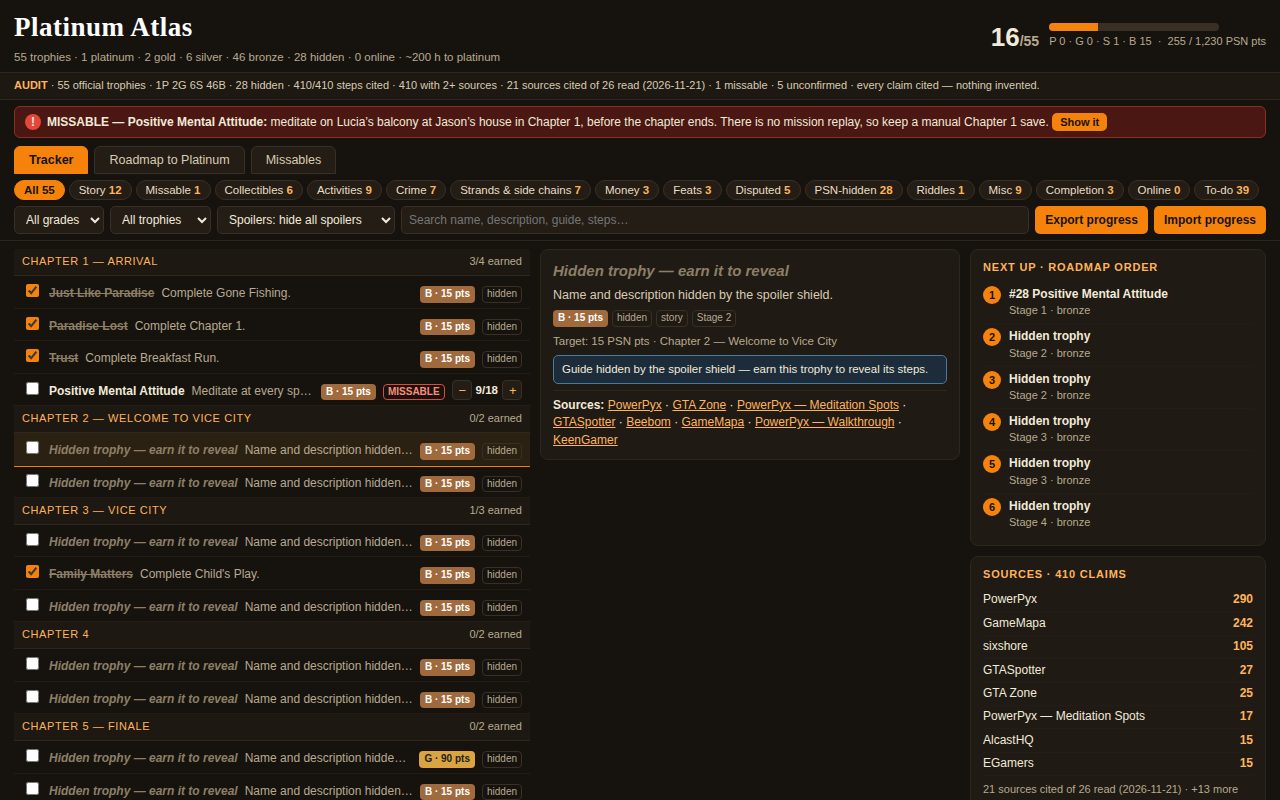 Platinum Atlas
55 trophies · 1 platinum · 2 gold · 6 silver · 46 bronze · 28 hidden · 0 online · ~200 h to platinum
16/55
P 0 · G 0 · S 1 · B 15 · 255 / 1,230 PSN pts
AUDIT · 55 official trophies · 1P 2G 6S 46B · 28 hidden · 410/410 steps cited · 410 with 2+ sources · 21 sources cited of 26 read (2026-11-21) · 1 missable · 5 unconfirmed · every claim cited — nothing invented.
! MISSABLE — Positive Mental Attitude: meditate on Lucia's balcony at Jason's house in Chapter 1, before the chapter ends. There is no mission replay, so keep a manual Chapter 1 save. Show it
Tracker Roadmap to Platinum Missables
All 55 Story 12 Missable 1 Collectibles 6 Activities 9 Crime 7 Strands & side chains 7 Money 3 Feats 3 Disputed 5 PSN-hidden 28 Riddles 1 Misc 9 Completion 3 Online 0 To-do 39
All grades All trophies Spoilers: hide all spoilers Search name, description, guide, steps… Export progress Import progress
CHAPTER 1 — ARRIVAL 3/4 earned
Just Like Paradise Complete Gone Fishing. B · 15 pts hidden
Paradise Lost Complete Chapter 1. B · 15 pts hidden
Trust Complete Breakfast Run. B · 15 pts hidden
Positive Mental Attitude Meditate at every sp… B · 15 pts MISSABLE − 9/18 +
CHAPTER 2 — WELCOME TO VICE CITY 0/2 earned
Hidden trophy — earn it to reveal Name and description hidden… B · 15 pts hidden
Hidden trophy — earn it to reveal Name and description hidden… B · 15 pts hidden
CHAPTER 3 — VICE CITY 1/3 earned
Hidden trophy — earn it to reveal Name and description hidden… B · 15 pts hidden
Family Matters Complete Child's Play. B · 15 pts hidden
Hidden trophy — earn it to reveal Name and description hidden… B · 15 pts hidden
CHAPTER 4 0/2 earned
Hidden trophy — earn it to reveal Name and description hidden… B · 15 pts hidden
Hidden trophy — earn it to reveal Name and description hidden… B · 15 pts hidden
CHAPTER 5 — FINALE 0/2 earned
Hidden trophy — earn it to reveal Name and description hidde… G · 90 pts hidden
Hidden trophy — earn it to reveal Name and description hidden… B · 15 pts hidden
Hidden trophy — earn it to reveal
Name and description hidden by the spoiler shield.
B · 15 pts hidden story Stage 2
Target: 15 PSN pts · Chapter 2 — Welcome to Vice City
Guide hidden by the spoiler shield — earn this trophy to reveal its steps.
Sources: PowerPyx · GTA Zone · PowerPyx — Meditation Spots ·
GTASpotter · Beebom · GameMapa · PowerPyx — Walkthrough ·
KeenGamer
NEXT UP · ROADMAP ORDER
1 #28 Positive Mental Attitude
Stage 1 · bronze
2 Hidden trophy
Stage 2 · bronze
3 Hidden trophy
Stage 2 · bronze
4 Hidden trophy
Stage 3 · bronze
5 Hidden trophy
Stage 3 · bronze
6 Hidden trophy
Stage 4 · bronze
SOURCES · 410 CLAIMS
PowerPyx 290
GameMapa 242
sixshore 105
GTASpotter 27
GTA Zone 25
PowerPyx — Meditation Spots 17
AlcastHQ 15
EGamers 15
21 sources cited of 26 read (2026-11-21) · +13 more